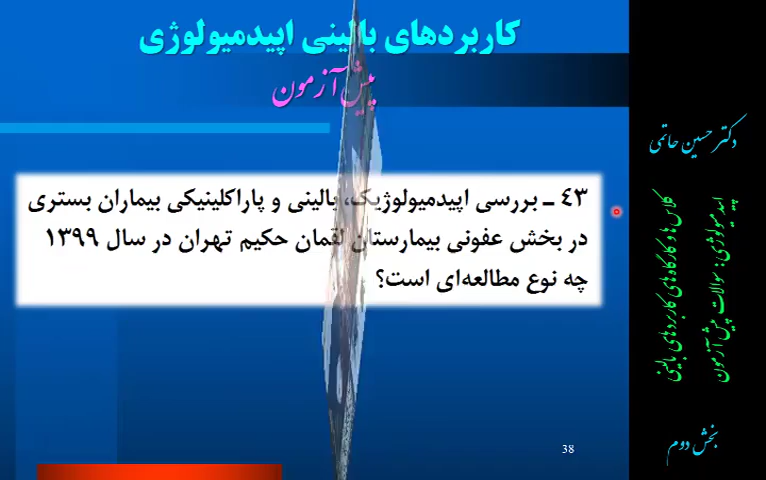 کاربردهای بالینی اپیدمیولوژی
پیش آزمون
۴۳ ـ بررسی اپیدمیولوژیک، بالینی و پاراکلینیکی بیماران بستری
در بخش عفونی بیمارستان لقمان حکیم تهران در سال ۱۳۹۹
چه نوع مطالعه‌ای است؟
38
دکتر حسین حاتمی
اپیدمیولوژی: سوالات پیش آزمون
کلاس‌ها و کارگاه‌های کاربردهای بالینی
بخش دوم